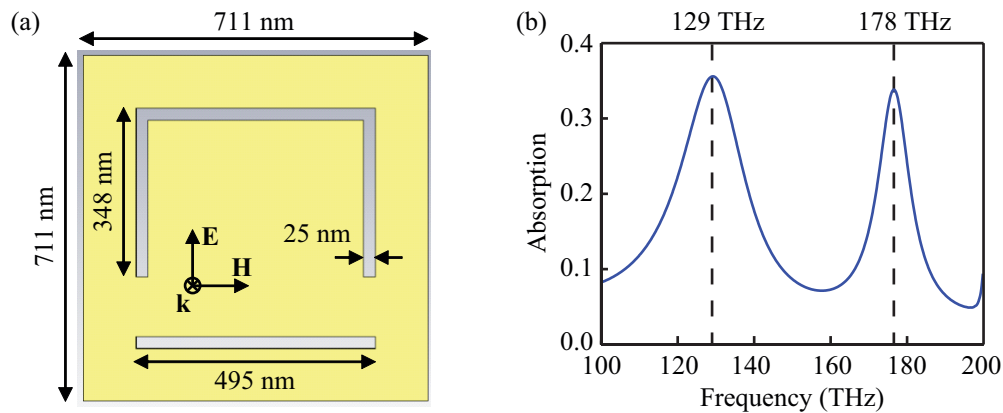 (a)
711 nm
711 nm
348 nm
25 nm
E
H
k
495 nm
(b)
129 THz
178 THz
0.4
0.3
0.2
0.1
0.0
Absorption
100
120
140
160
180
200
Frequency (THz)